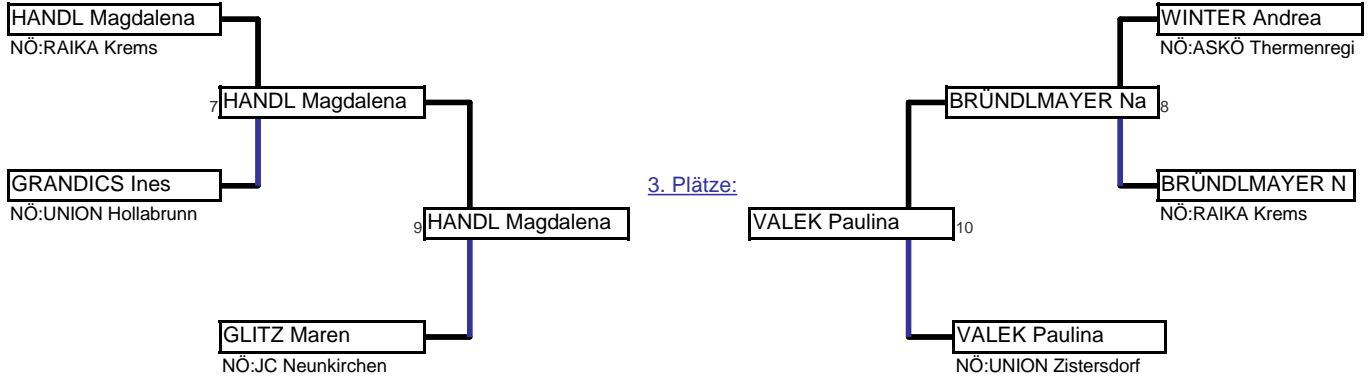 HANDL Magdalena
NÖ:RAIKA Krems
7 HANDL Magdalena
GRANDICS Ines
NÖ:UNION Hollabrunn
9 HANDL Magdalena
GLITZ Maren
NÖ:JC Neunkirchen
3. Plätze:
WINTER Andrea
NÖ:ASKÖ Thermenregi
BRÜNDLMAYER Na 8
BRÜNDLMAYER N
NÖ:RAIKA Krems
VALEK Paulina 10
VALEK Paulina
NÖ:UNION Zistersdorf